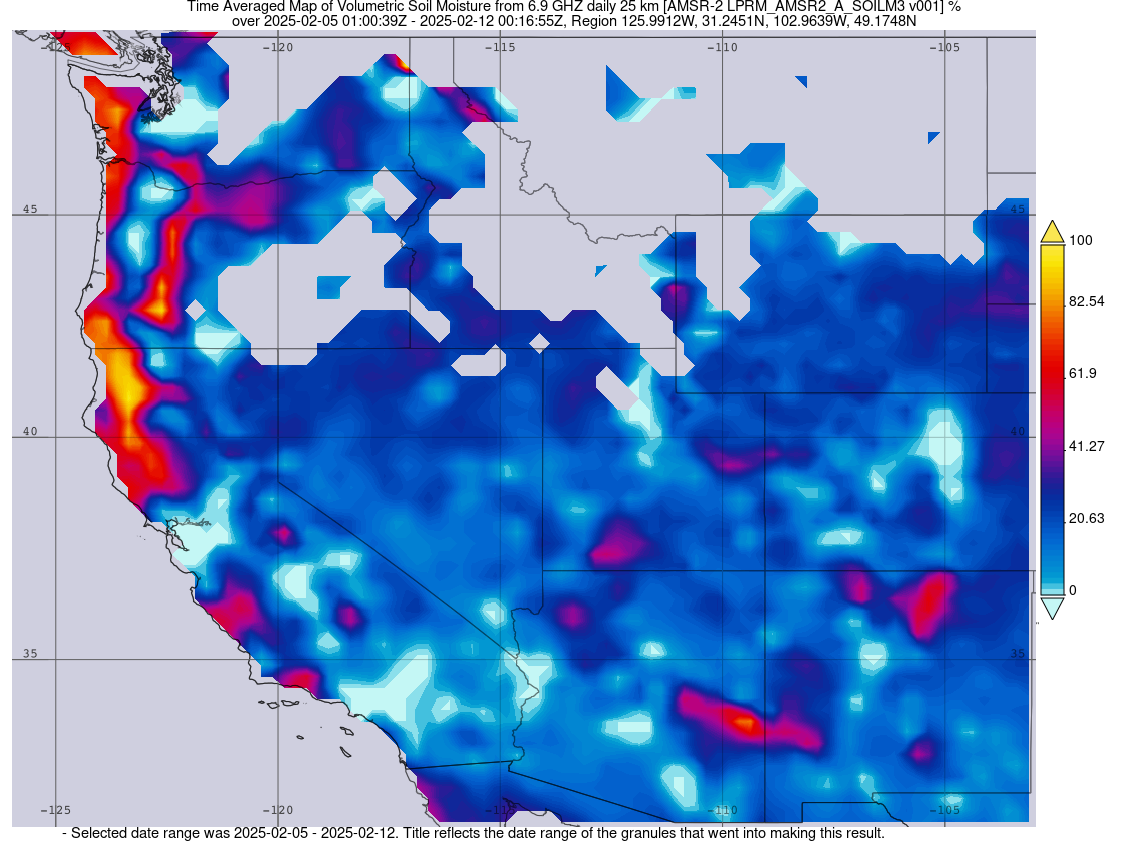 Time Averaged Map of Volumetric Soil Moisture from 6.9 GHZ daily 25 km [AMSR-2 LPRM_AMSR2_A_SOILM3 v001] %
over 2025-02-05 01:00:39Z - 2025-02-12 00:16:55Z, Region 125.9912W, 31.2451N, 102.9639W, 49.1748N
-120 -115 -110 -105
45 45
100
82.54
61.9
40 40
41.27
20.63
0
35 35
-125 -120 -115 -110 -105
- Selected date range was 2025-02-05 - 2025-02-12. Title reflects the date range of the granules that went into making this result.